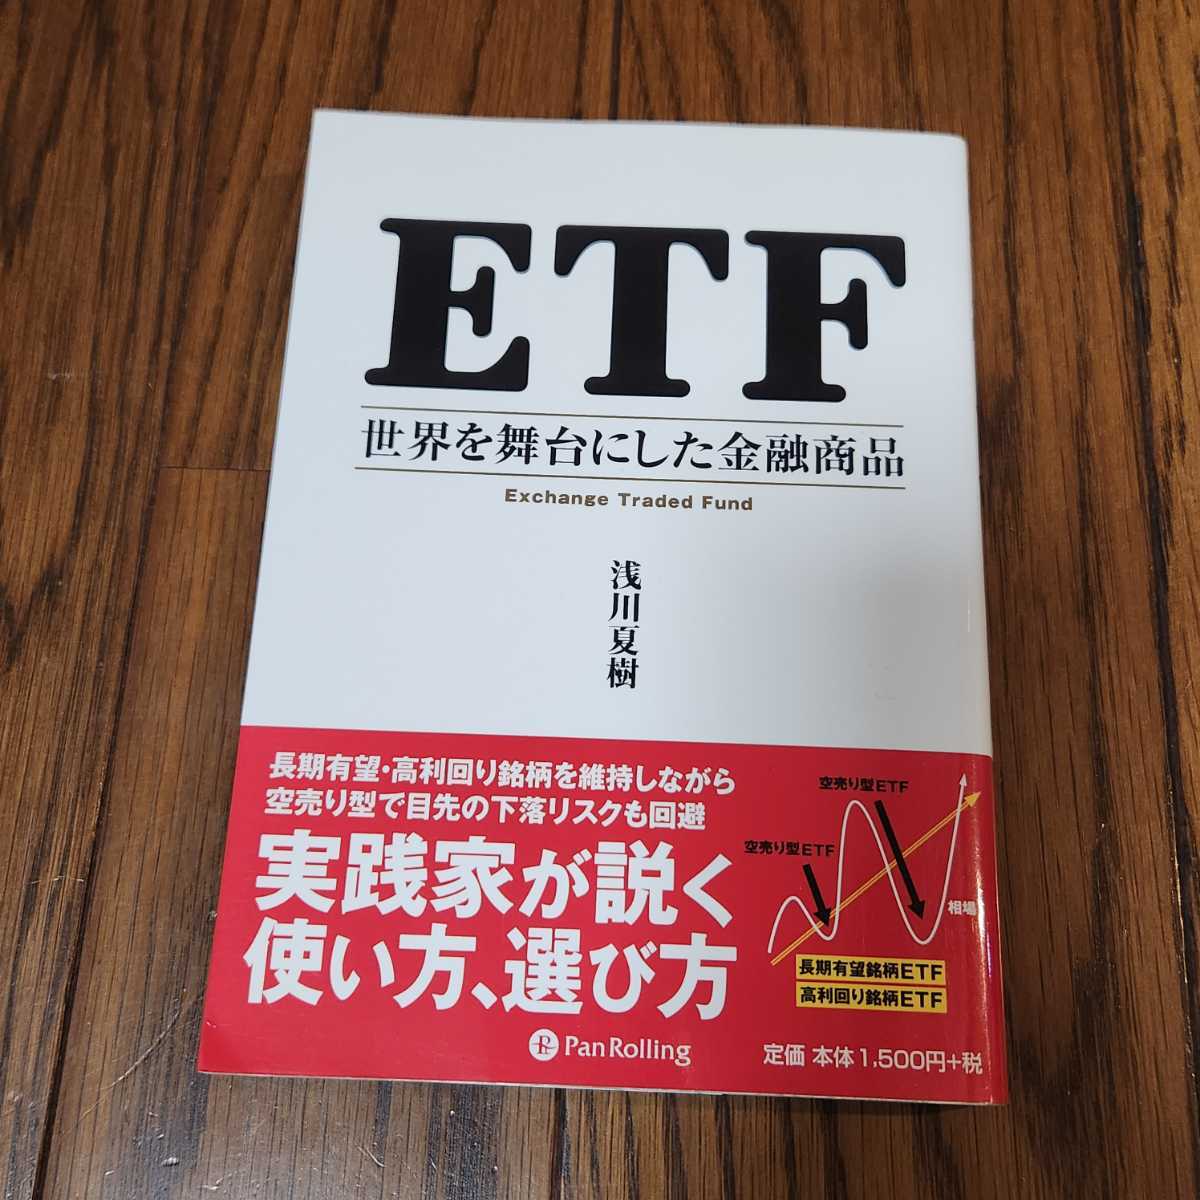 ETF
世界を舞台にした金融商品
Exchange Traded Fund
浅川夏樹
長期有望・高利回り銘柄を維持しながら
空売り型で目先の下落リスクも回避
実践家が説く
使い方、選び方
空売り型ETF
空売り型ETF
相場
長期有望銘柄ETF
高利回り銘柄ETF
PanRolling
定価 本体1,500円+税